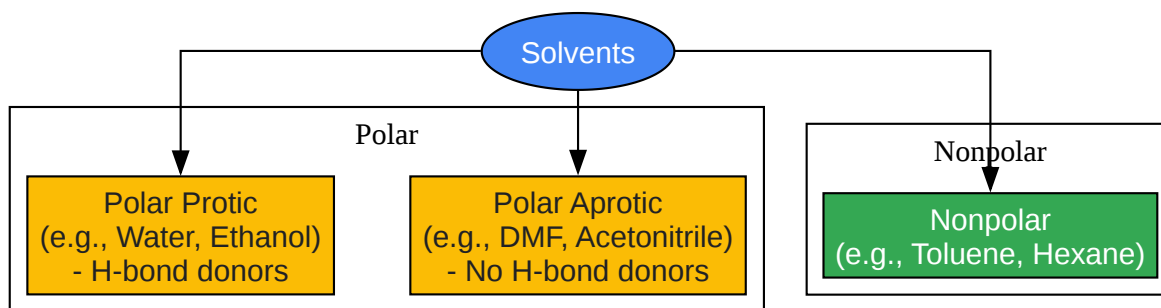 Solvents
Polar
Nonpolar
Polar Protic
(e.g., Water, Ethanol)
- H-bond donors
Polar Aprotic
(e.g., DMF, Acetonitrile)
- No H-bond donors
Nonpolar
(e.g., Toluene, Hexane)